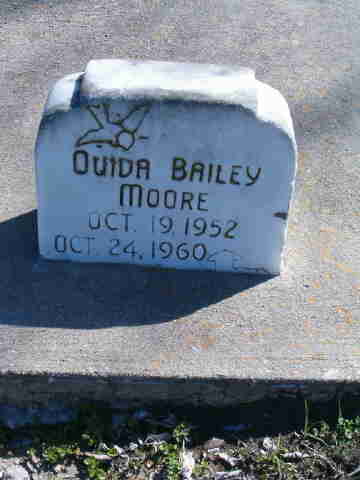 OUIDA BAILEY
MOORE
OCT. 19, 1952
OCT. 24, 1960